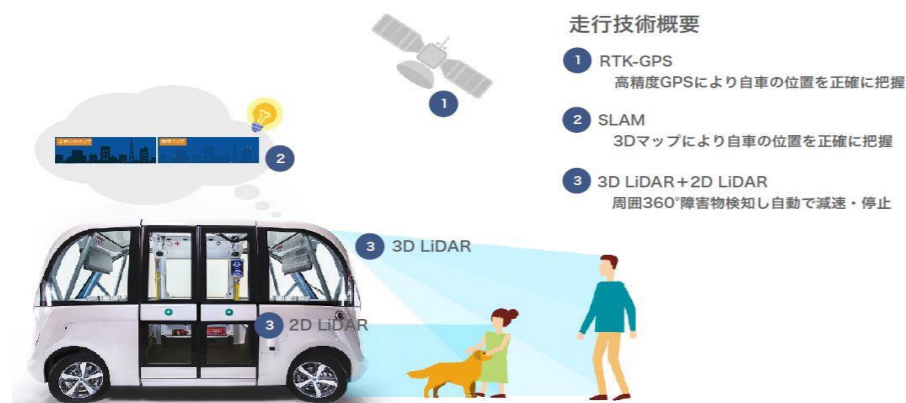 走行技術概要
1 RTK-GPS
高精度GPSにより自車の位置を正確に把握
1
2 SLAM
3Dマップにより自車の位置を正確に把握
2
3 3D LiDAR+2D LiDAR
周囲360°障害物検知し自動で減速・停止
3 3D LiDAR
3 2D LiDAR